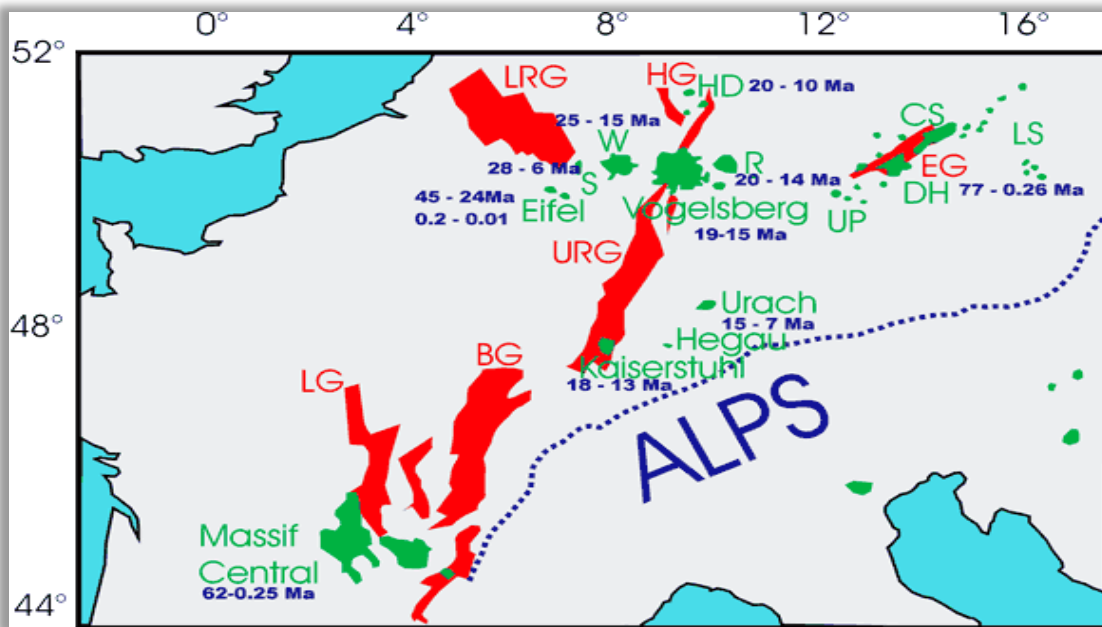 0° 4° 8° 12° 16°
52°
LRG
HG
HD
20 - 10 Ma
25 - 15 Ma
W
CS
LS
28 - 6 Ma
S
R
20 - 14 Ma
EG
DH
77 - 0.26 Ma
45 - 24Ma
0.2 - 0.01
Eifel
Vogelsberg
UP
19-15 Ma
URG
48°
Urach
15 - 7 Ma
Hegau
Kaiserstuhl
18 - 13 Ma
BG
LG
ALPS
Massif
Central
62-0.25 Ma
44°